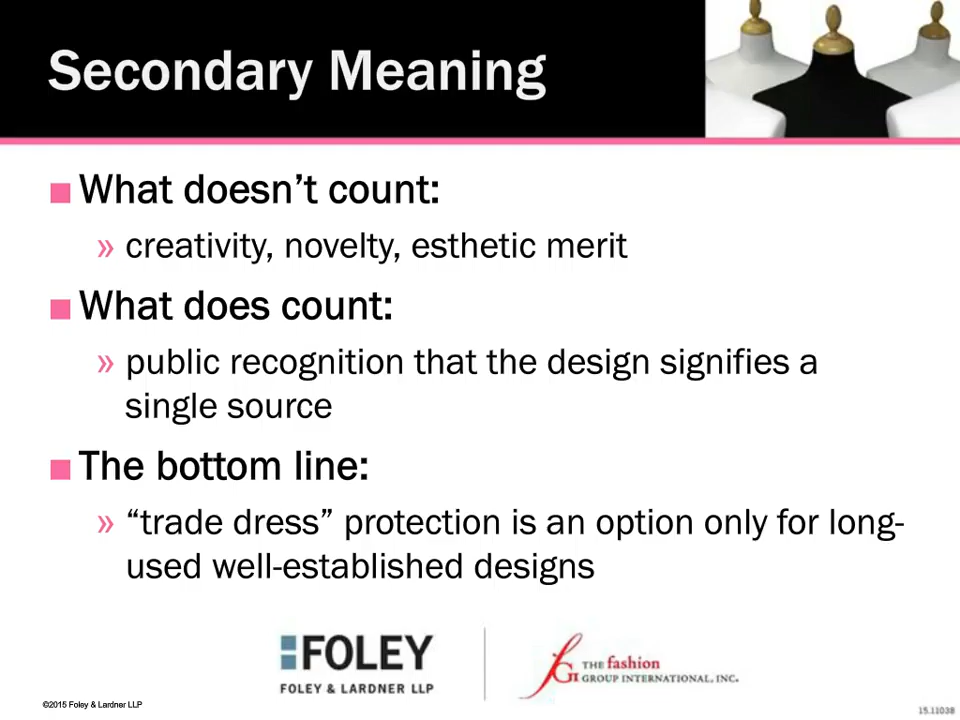 Secondary Meaning
■ What doesn’t count:
» creativity, novelty, esthetic merit
■ What does count:
» public recognition that the design signifies a
single source
■ The bottom line:
» “trade dress” protection is an option only for long-
used well-established designs
FOLEY
FOLEY & LARDNER LLP
THE fashion
GROUP INTERNATIONAL, INC.
©2015 Foley & Lardner LLP
15.11038